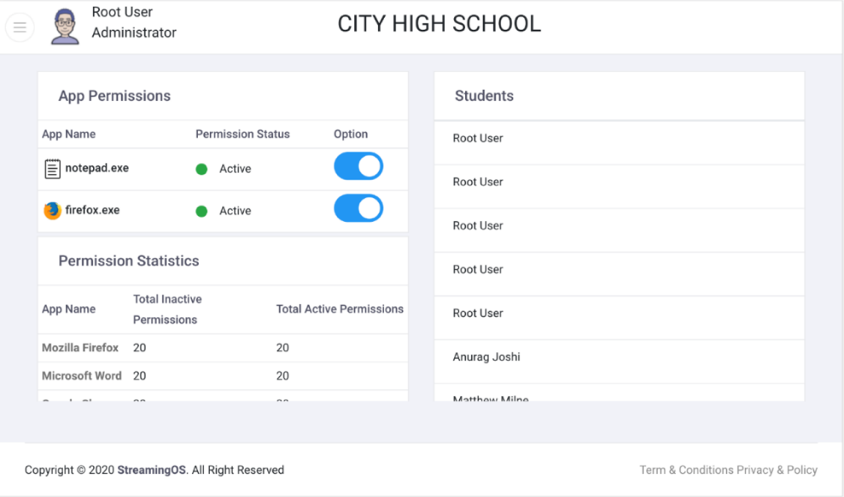 Root User
Administrator
CITY HIGH SCHOOL
App Permissions
App Name Permission Status Option
notepad.exe Active
firefox.exe Active
Permission Statistics
App Name Total Inactive Permissions Total Active Permissions
Mozilla Firefox 20 20
Microsoft Word 20 20
Students
Root User
Root User
Root User
Root User
Root User
Anurag Joshi
Matthew Milne
Copyright © 2020 StreamingOS. All Right Reserved
Term & Conditions Privacy & Policy